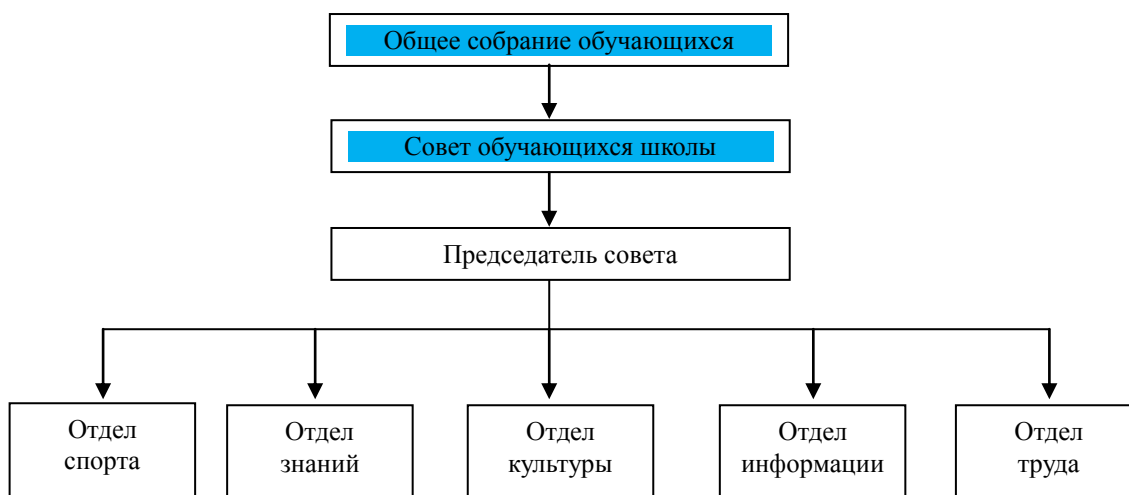 Общее собрание обучающихся
Совет обучающихся школы
Председатель совета
Отдел
спорта
Отдел
знаний
Отдел
культуры
Отдел
информации
Отдел
труда